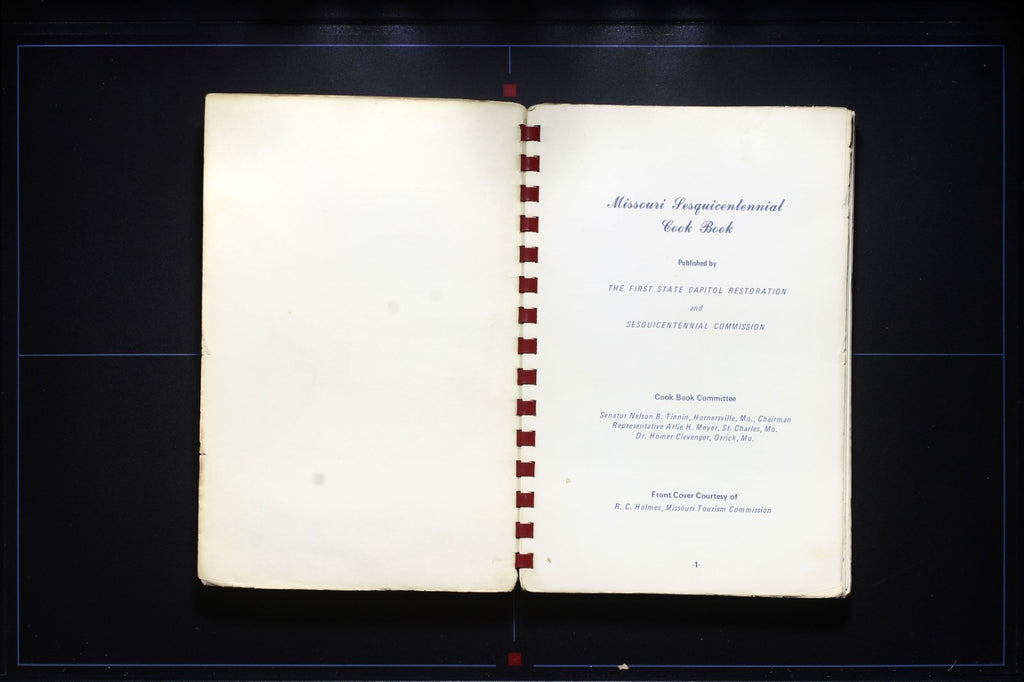 Missouri Sesquicentennial
Cook Book
Published by
THE FIRST STATE CAPITOL RESTORATION
and
SESQUICENTENNIAL COMMISSION
Cook Book Committee
Senator Nelson B. Tinnin, Hornersville, Mo., Chairman
Representative Arlie H. Meyer, St. Charles, Mo.
Dr. Homer Clevenger, Orrick, Mo.
Front Cover Courtesy of
R. C. Holmes, Missouri Tourism Commission
-1-